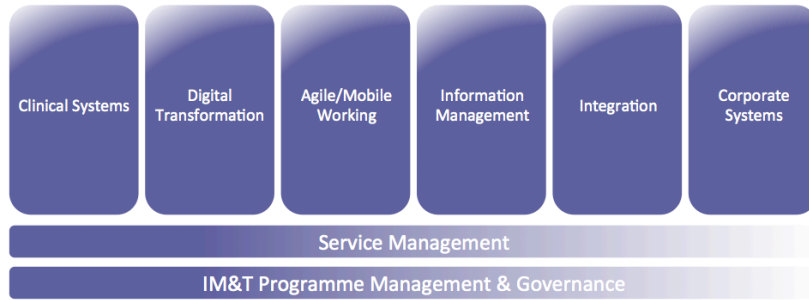 Clinical Systems
Digital
Transformation
Agile/Mobile
Working
Information
Management
Integration
Corporate
Systems
Service Management
IM&T Programme Management & Governance